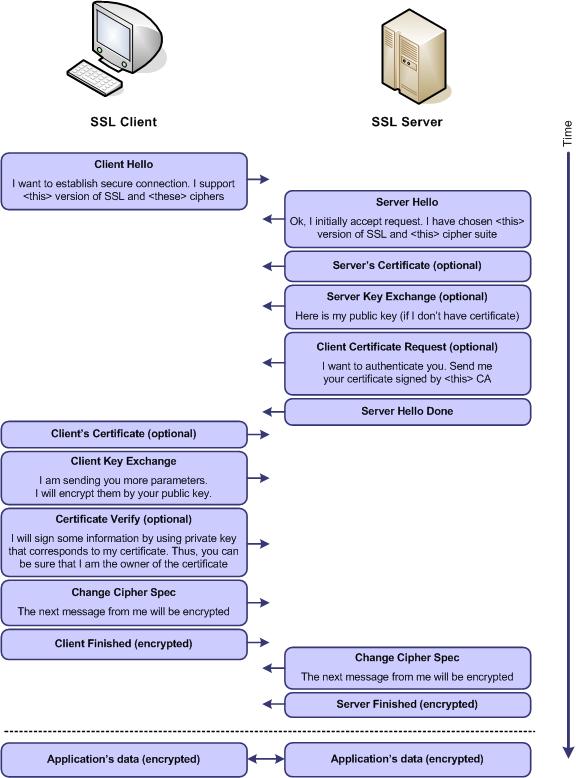 SSL Client
SSL Server
Time
Client Hello
I want to establish secure connection. I support
<this> version of SSL and <these> ciphers
Server Hello
Ok, I initially accept request. I have chosen <this>
version of SSL and <this> cipher suite
Server's Certificate (optional)
Server Key Exchange (optional)
Here is my public key (if I don't have certificate)
Client Certificate Request (optional)
I want to authenticate you. Send me
your certificate signed by <this> CA
Server Hello Done
Client's Certificate (optional)
Client Key Exchange
I am sending you more parameters.
I will encrypt them by your public key.
Certificate Verify (optional)
I will sign some information by using private key
that corresponds to my certificate. Thus, you can
be sure that I am the owner of the certificate
Change Cipher Spec
The next message from me will be encrypted
Client Finished (encrypted)
Change Cipher Spec
The next message from me will be encrypted
Server Finished (encrypted)
Application's data (encrypted)
Application's data (encrypted)